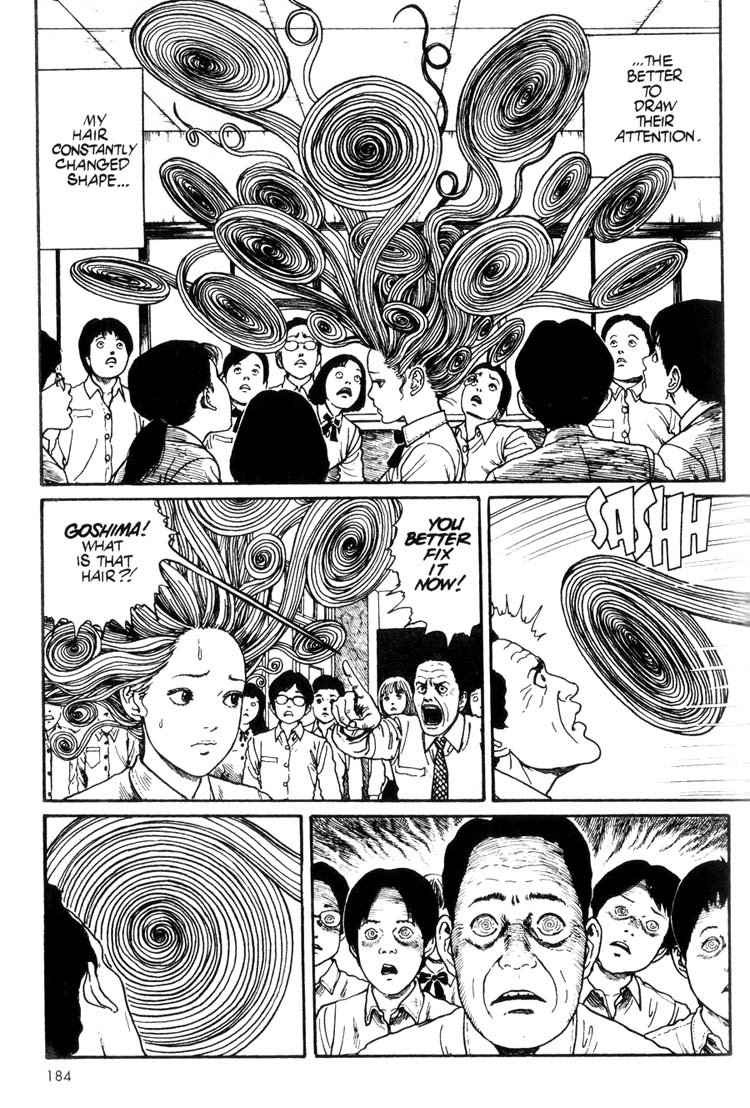 MY
HAIR
CONSTANTLY
CHANGED
SHAPE...
...THE
BETTER
TO
DRAW
THEIR
ATTENTION.
GOSHIMA!
WHAT
IS THAT
HAIR?!
YOU
BETTER
FIX
IT
NOW!
SASHH
184